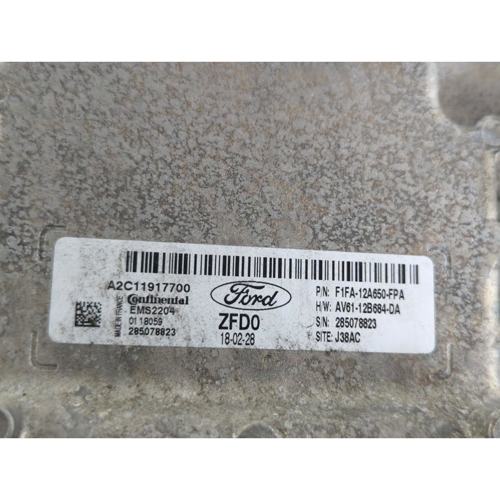 A2C11917700
Continental
EMS2204
0118059
285078823
MADE IN FRANCE
Ford
ZFD0
18-02-28
P/N: F1FA-12A650-FPA
H/W: AV61-12B684-DA
S/N: 285078823
SITE: J38AC